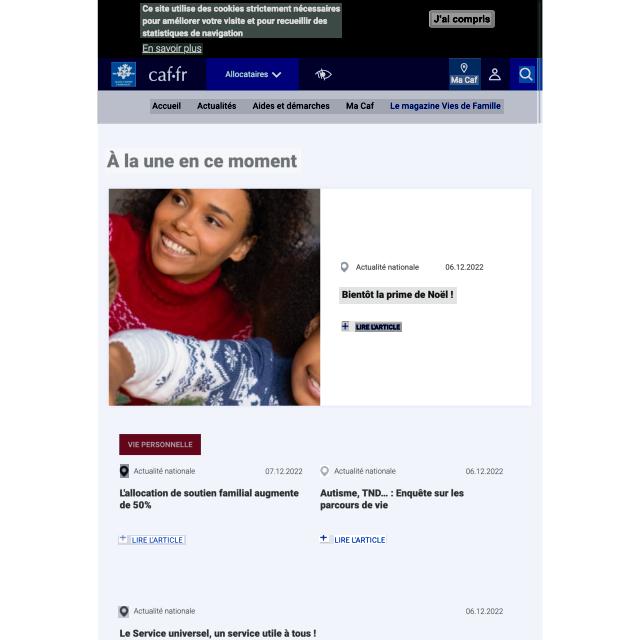 Ce site utilise des cookies strictement nécessaires
pour améliorer votre visite et pour recueillir des
statistiques de navigation
En savoir plus
J'ai compris
caf·fr
Allocataires
Ma Caf
Accueil Actualités Aides et démarches Ma Caf Le magazine Vies de Famille
À la une en ce moment
Actualité nationale 06.12.2022
Bientôt la prime de Noël !
+ LIRE L'ARTICLE
VIE PERSONNELLE
Actualité nationale 07.12.2022
L'allocation de soutien familial augmente
de 50%
+ LIRE L'ARTICLE
Actualité nationale 06.12.2022
Autisme, TND... : Enquête sur les
parcours de vie
+ LIRE L'ARTICLE
Actualité nationale 06.12.2022
Le Service universel, un service utile à tous !